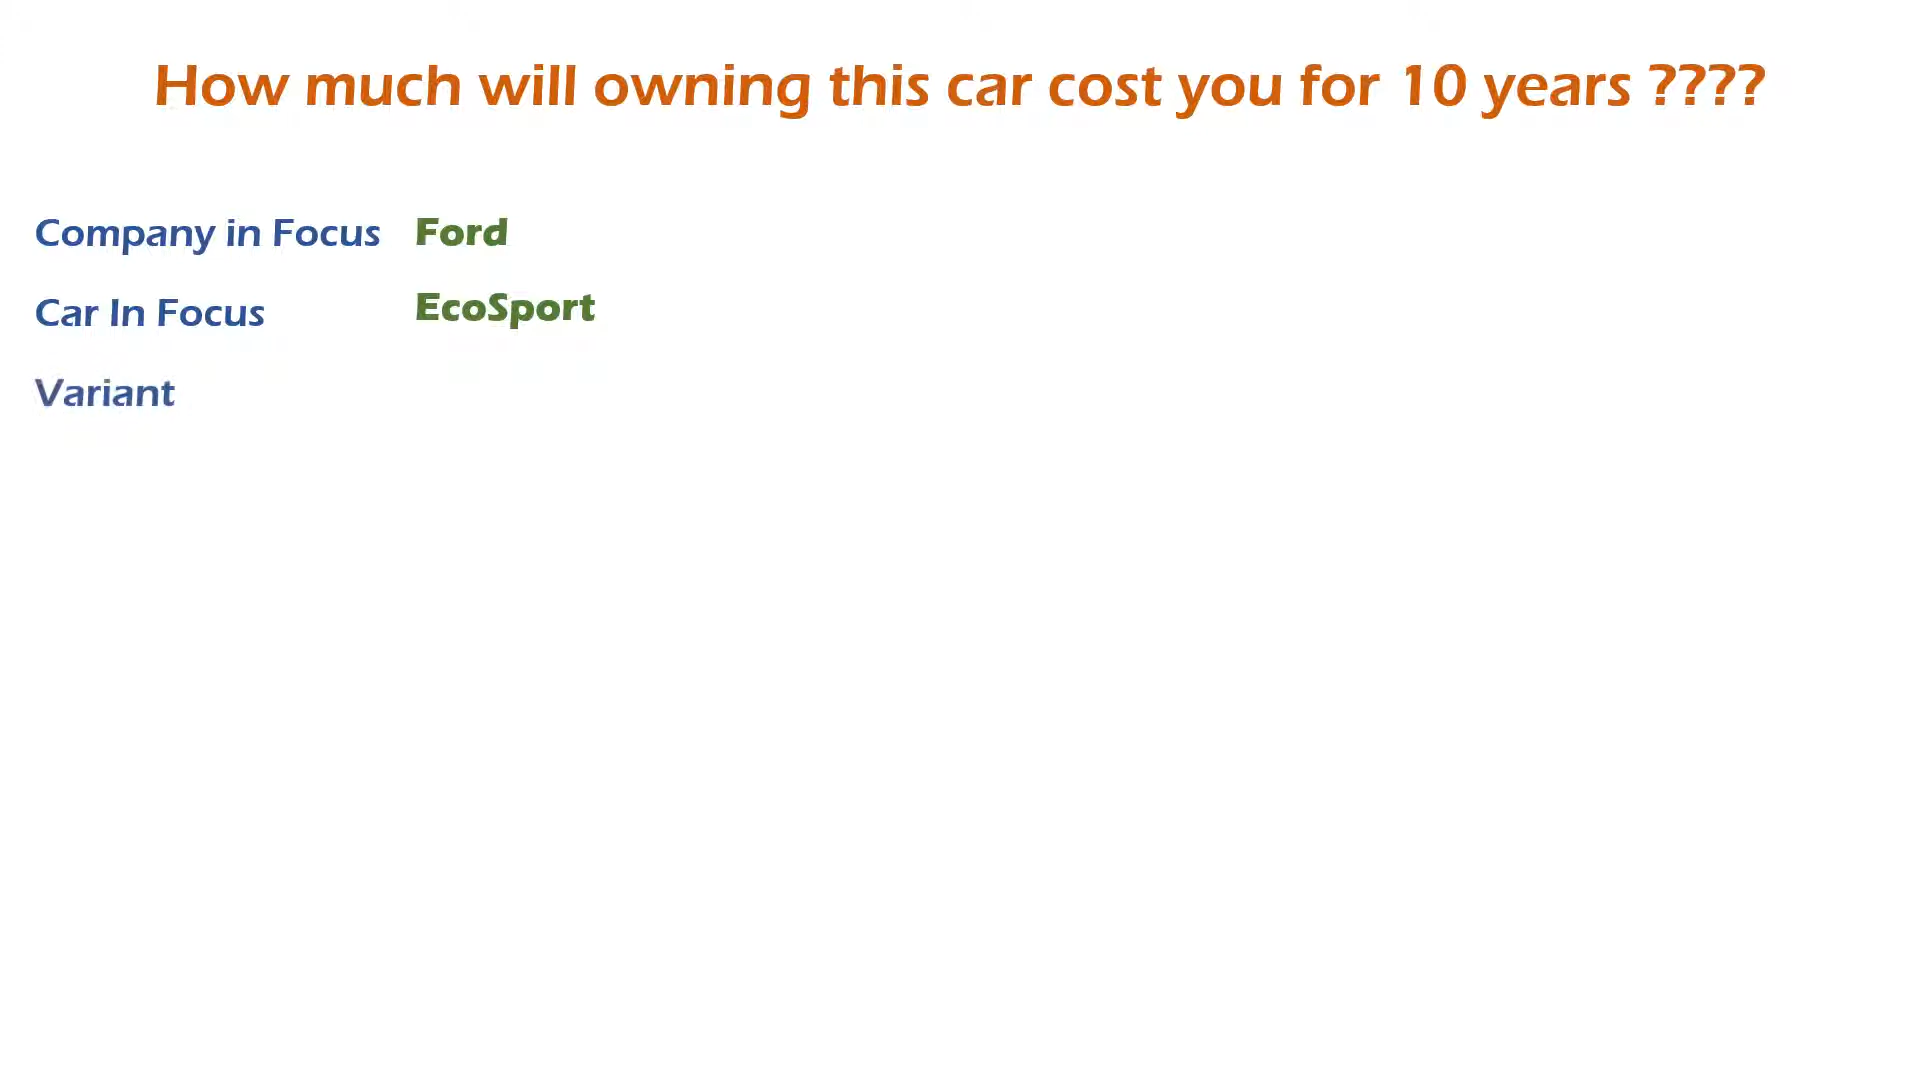 How much will owning this car cost you for 10 years ????
Company in Focus Ford
Car In Focus EcoSport
Variant